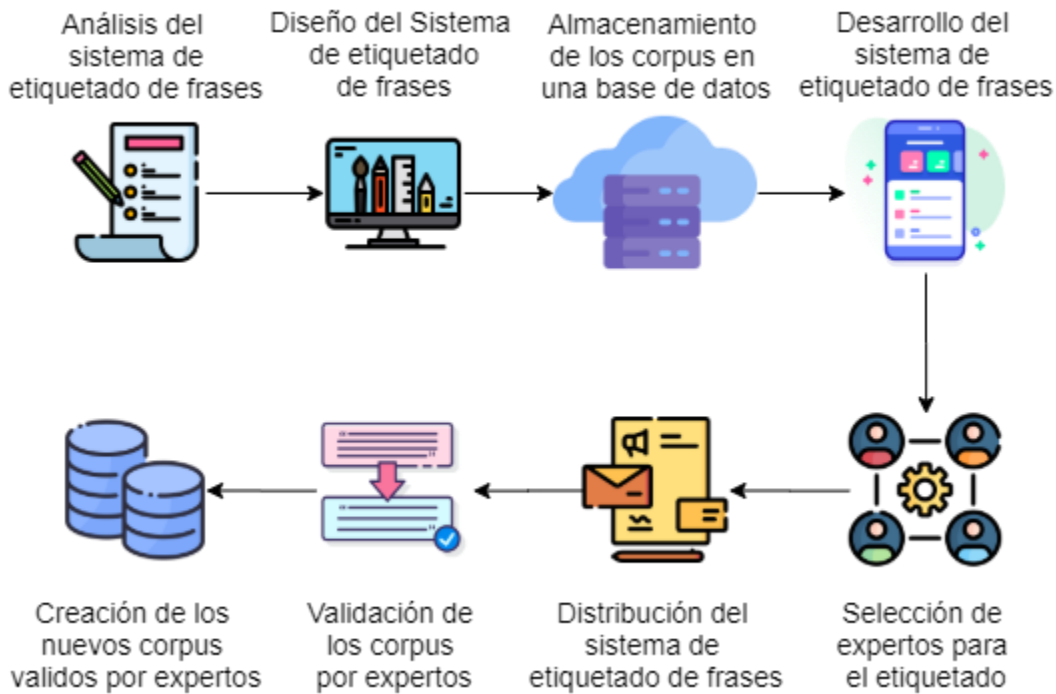 Análisis del
sistema de
etiquetado de frases
Diseño del Sistema
de etiquetado
de frases
Almacenamiento
de los corpus en
una base de datos
Desarrollo del
sistema de
etiquetado de frases
Creación de los
nuevos corpus
validos por expertos
Validación de
los corpus
por expertos
Distribución del
sistema de
etiquetado de frases
Selección de
expertos para
el etiquetado